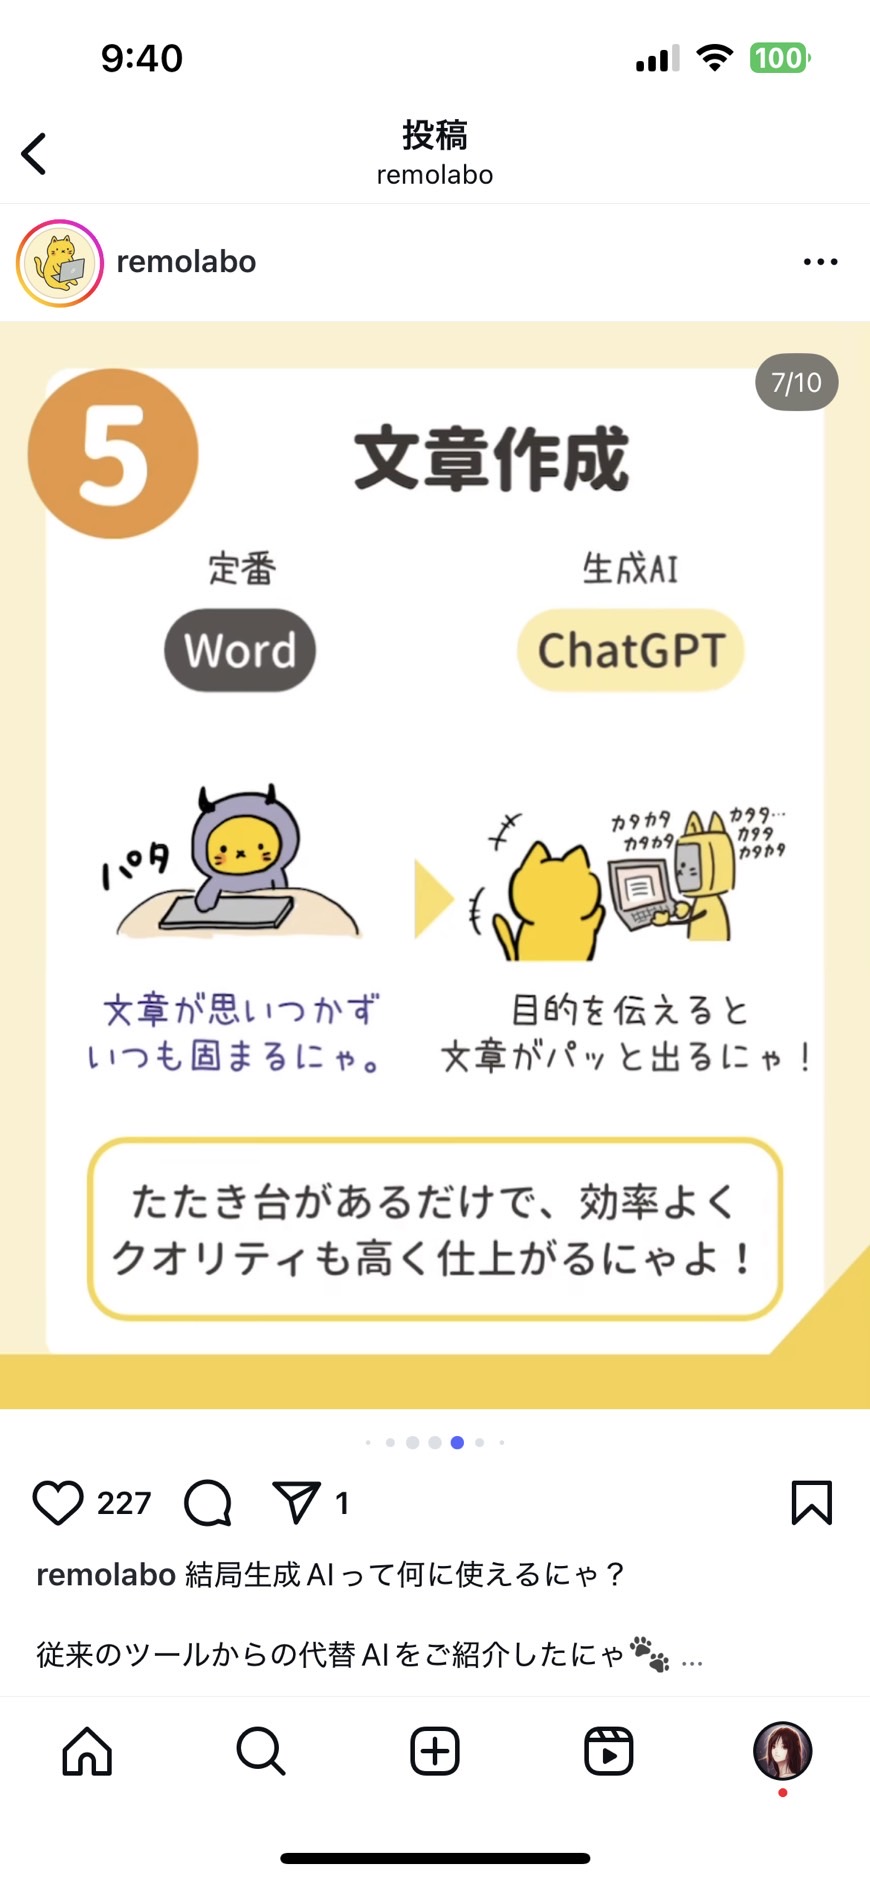 9:40
100
投稿
remolabo
remolabo
7/10
5
文章作成
定番
生成AI
Word
ChatGPT
パタ
カタカタ
カタカタ
カタタ…
カタタ
カタカタ
文章が思いつかず
いつも固まるにゃ。
目的を伝えると
文章がパッと出るにゃ！
たたき台があるだけで、効率よく
クオリティも高く仕上がるにゃよ！
227
1
remolabo 結局生成AIって何に使えるにゃ？
従来のツールからの代替AIをご紹介したにゃ🐾 ...